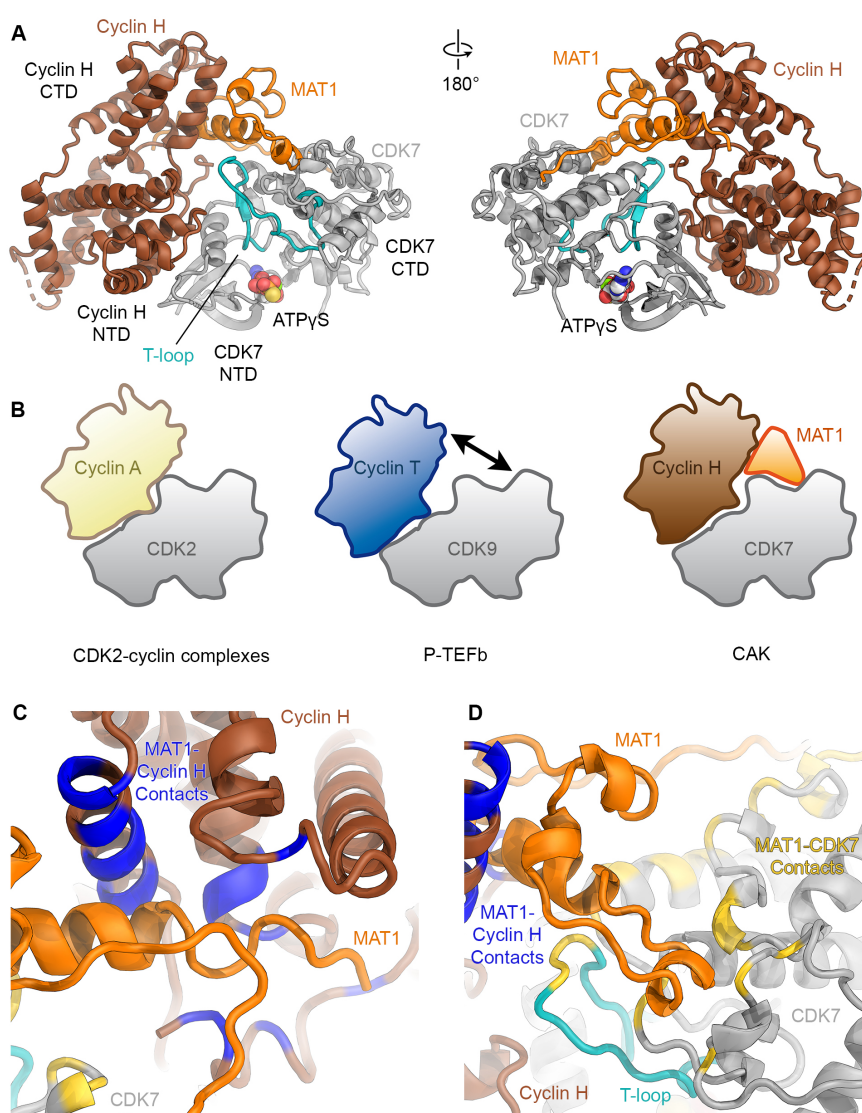 A
Cyclin H
Cyclin H
CTD
MAT1
CDK7
CDK7
CTD
Cyclin H
NTD
ATPγS
T-loop
CDK7
NTD
180°
MAT1
Cyclin H
CDK7
ATPγS
B
Cyclin A
CDK2
CDK2-cyclin complexes
Cyclin T
CDK9
P-TEFb
MAT1
Cyclin H
CDK7
CAK
C
Cyclin H
MAT1-
Cyclin H
Contacts
MAT1
CDK7
D
MAT1
MAT1-CDK7
Contacts
MAT1-
Cyclin H
Contacts
CDK7
Cyclin H
T-loop